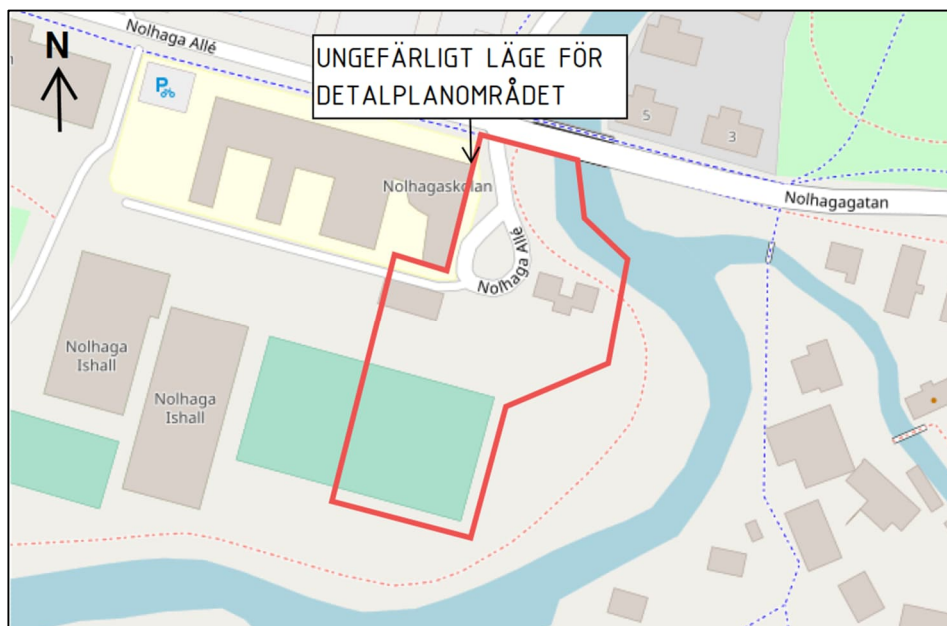 Nolhaga Allé
N
UNGEFÄRLIGT LÄGE FÖR
DETALPLANOMRÅDET
P
5
3
Nolhagaskolan
Nolhagagatan
Nolhaga Allé
Nolhaga
Ishall
Nolhaga
Ishall